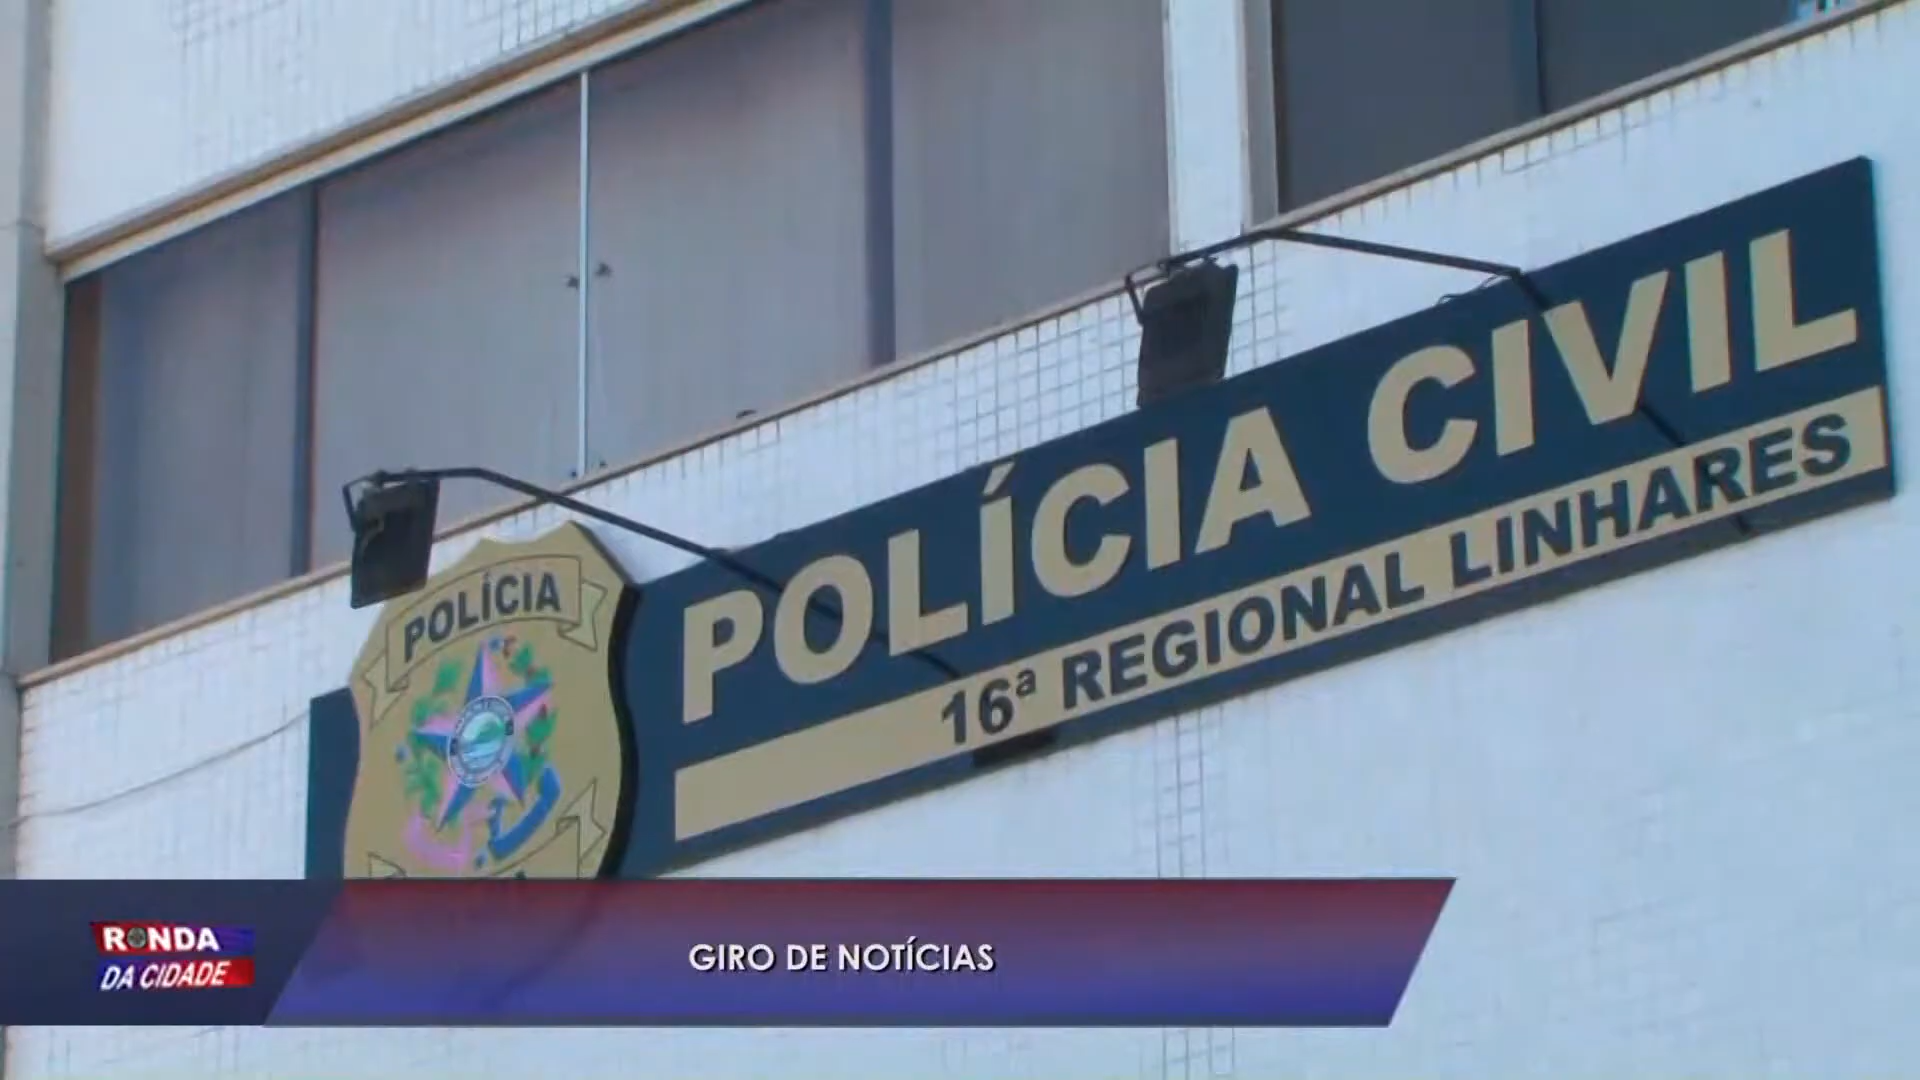 POLÍCIA CIVIL
16ª REGIONAL LINHARES
POLÍCIA
RONDA
DA CIDADE
GIRO DE NOTÍCIAS